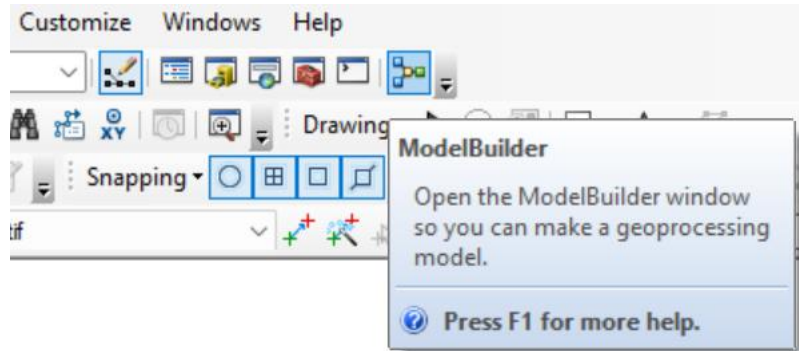 Customize Windows Help
XY
Drawing
ModelBuilder
Open the ModelBuilder window
so you can make a geoprocessing
model.
Snapping
tif
Press F1 for more help.